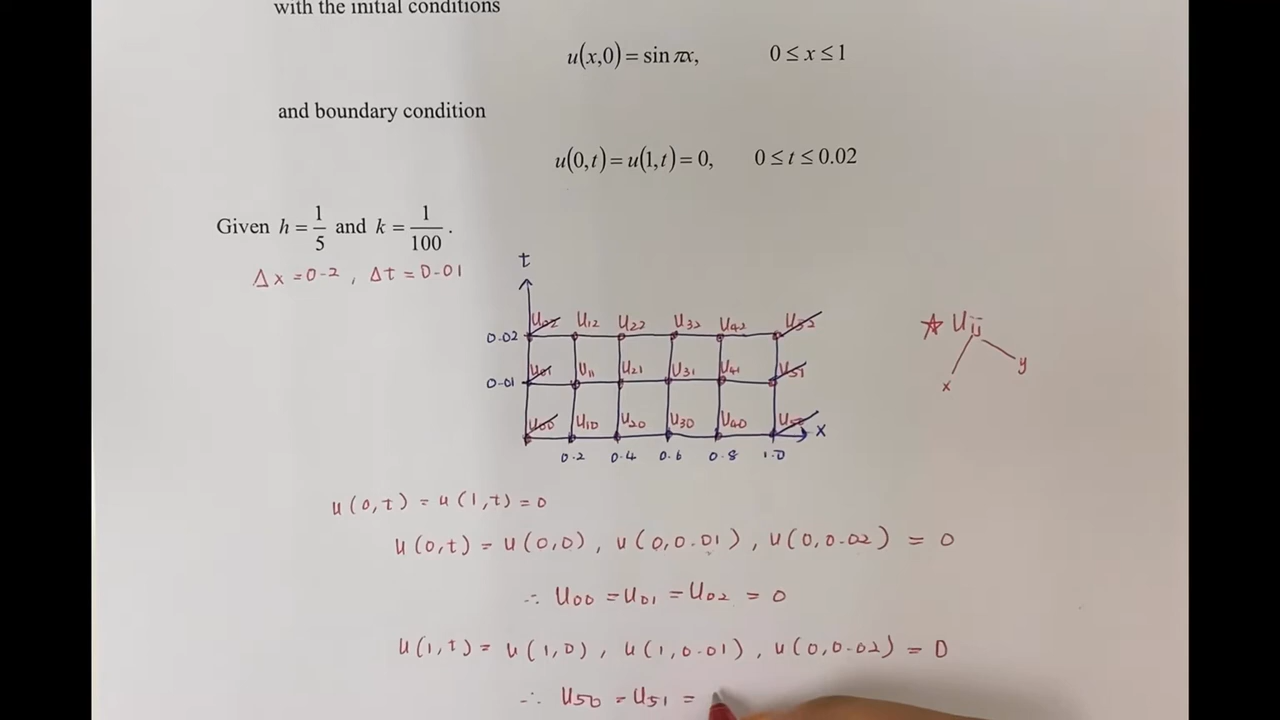 with the initial conditions
u(x,0) = sin πx, 0 ≤ x ≤ 1
and boundary condition
u(0,t) = u(1,t) = 0, 0 ≤ t ≤ 0.02
Given h = 1/5 and k = 1/100.
Δx = 0.2, Δt = 0.01
t
0.02 U02 U12 U22 U32 U42 U52
0.01 U01 U11 U21 U31 U41 U51
U00 U10 U20 U30 U40 U50 x
0.2 0.4 0.6 0.8 1.0
☆ Uij
x y
u(0,t) = u(1,t) = 0
u(0,t) = u(0,0), u(0,0.01), u(0,0.02) = 0
∴ U00 = U01 = U02 = 0
u(1,t) = u(1,0), u(1,0.01), u(0,0.02) = 0
∴ U50 = U51 =